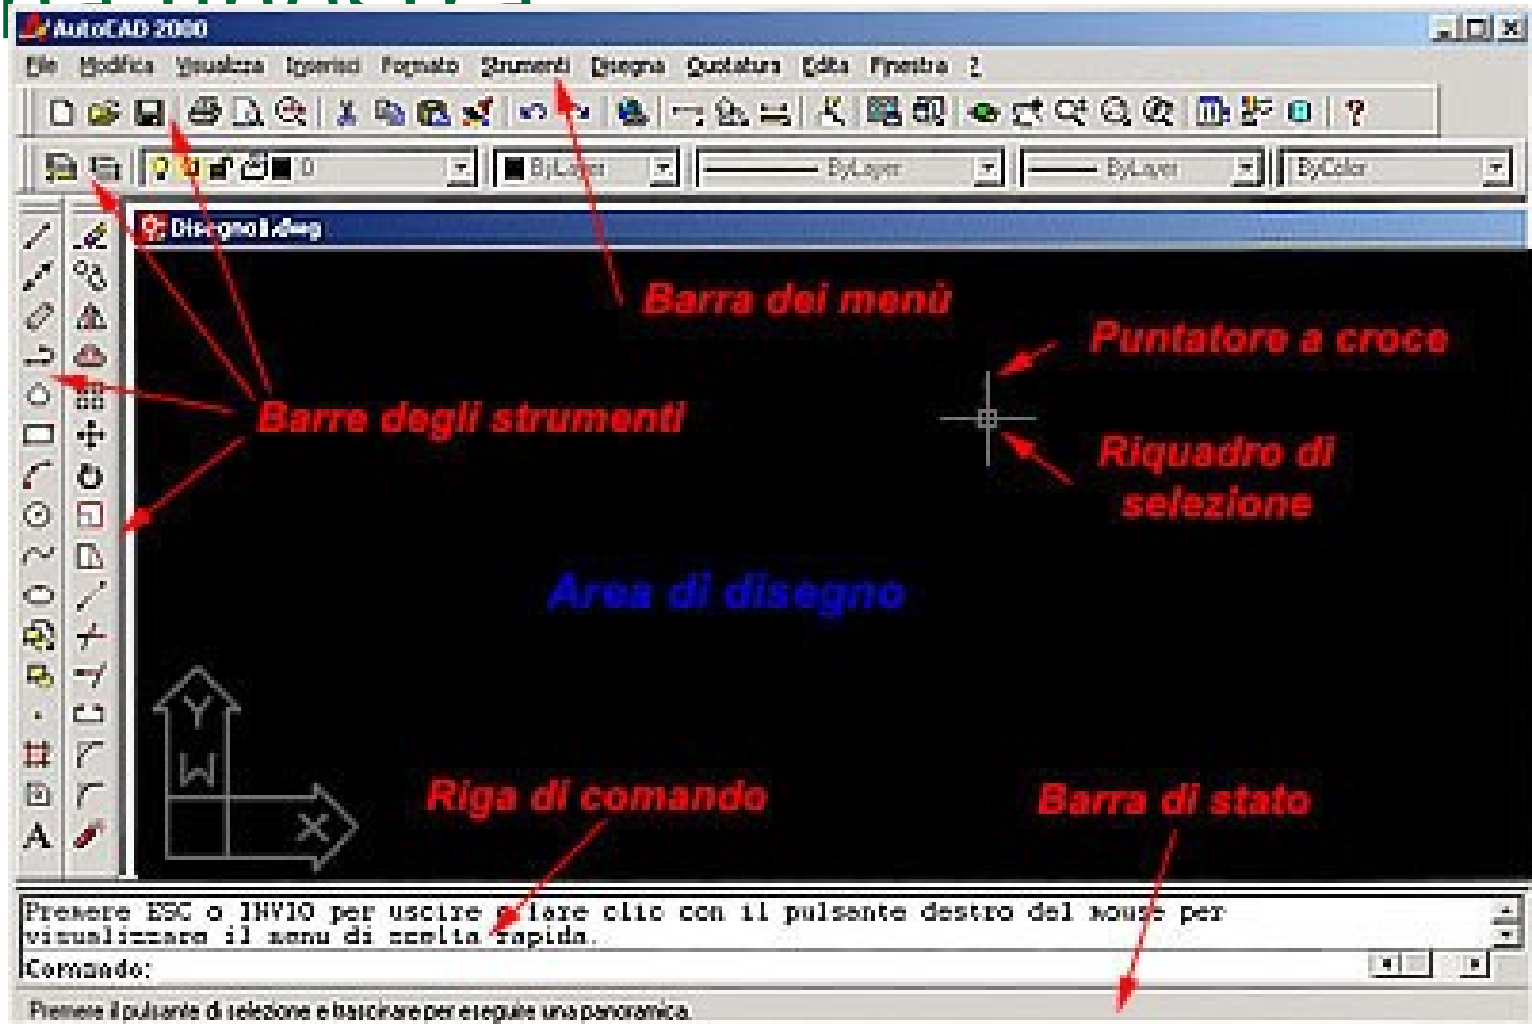 AutoCAD 2000
File Modifica Visualizza Inserisci Formato Strumenti Disegna Quotatura Edita Finestra ?
0 ByLayer ByLayer ByLayer ByColor
Disegno1.dwg
Barra dei menù
Puntatore a croce
Barre degli strumenti
Riquadro di
selezione
Area di disegno
Y
W
X
Riga di comando
Barra di stato
A
Premere ESC o INVIO per uscire o fare clic con il pulsante destro del mouse per
visualizzare il menu di scelta rapida.
Comando:
Premere il pulsante di selezione e trascinare per eseguire una panoramica.